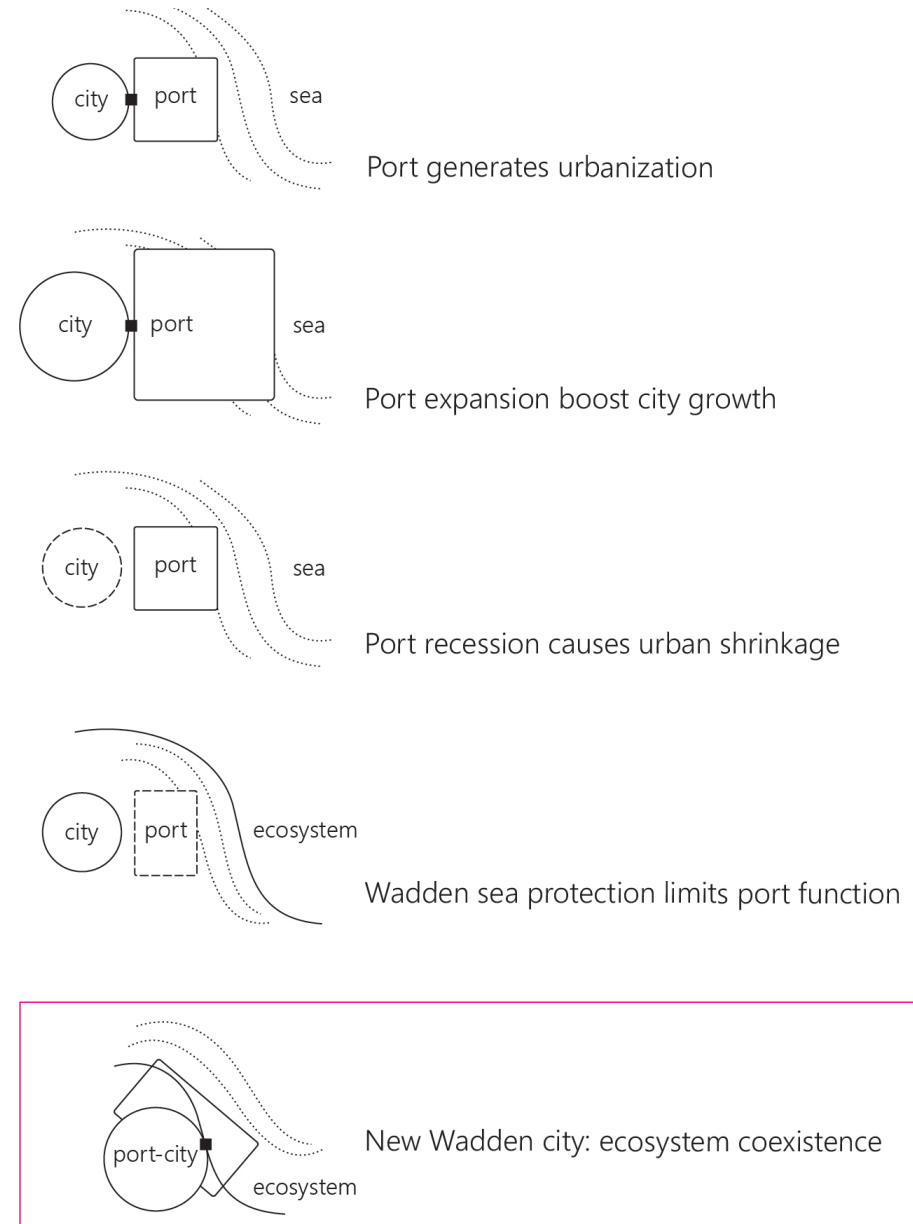 city
port
sea
Port generates urbanization
city
port
sea
Port expansion boost city growth
city
port
sea
Port recession causes urban shrinkage
city
port
ecosystem
Wadden sea protection limits port function
port-city
New Wadden city: ecosystem coexistence
ecosystem